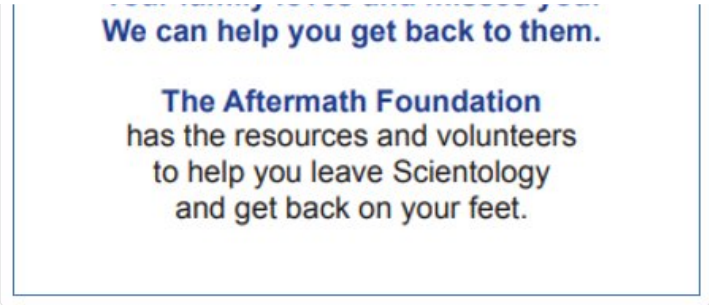 We can help you get back to them.
The Aftermath Foundation
has the resources and volunteers
to help you leave Scientology
and get back on your feet.